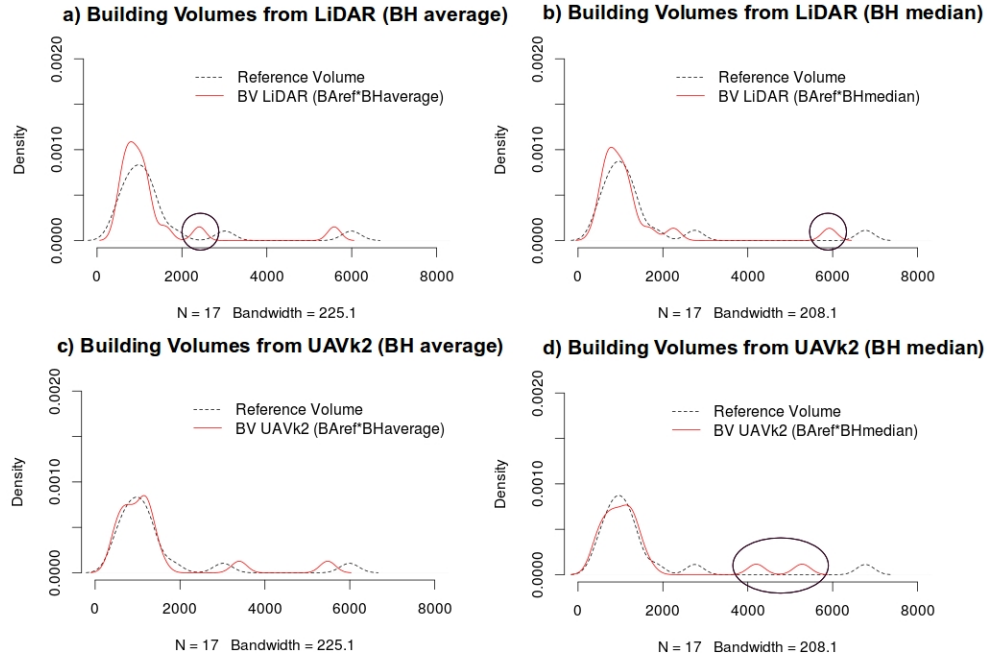 a) Building Volumes from LiDAR (BH average)
Density
0.0000 0.0010 0.0020
Reference Volume
BV LiDAR (BAref*BHaverage)
0 2000 4000 6000 8000
N = 17 Bandwidth = 225.1
b) Building Volumes from LiDAR (BH median)
Density
0.0000 0.0010 0.0020
Reference Volume
BV LiDAR (BAref*BHmedian)
0 2000 4000 6000 8000
N = 17 Bandwidth = 208.1
c) Building Volumes from UAVk2 (BH average)
Density
0.0000 0.0010 0.0020
Reference Volume
BV UAVk2 (BAref*BHaverage)
0 2000 4000 6000 8000
N = 17 Bandwidth = 225.1
d) Building Volumes from UAVk2 (BH median)
Density
0.0000 0.0010 0.0020
Reference Volume
BV UAVk2 (BAref*BHmedian)
0 2000 4000 6000 8000
N = 17 Bandwidth = 208.1